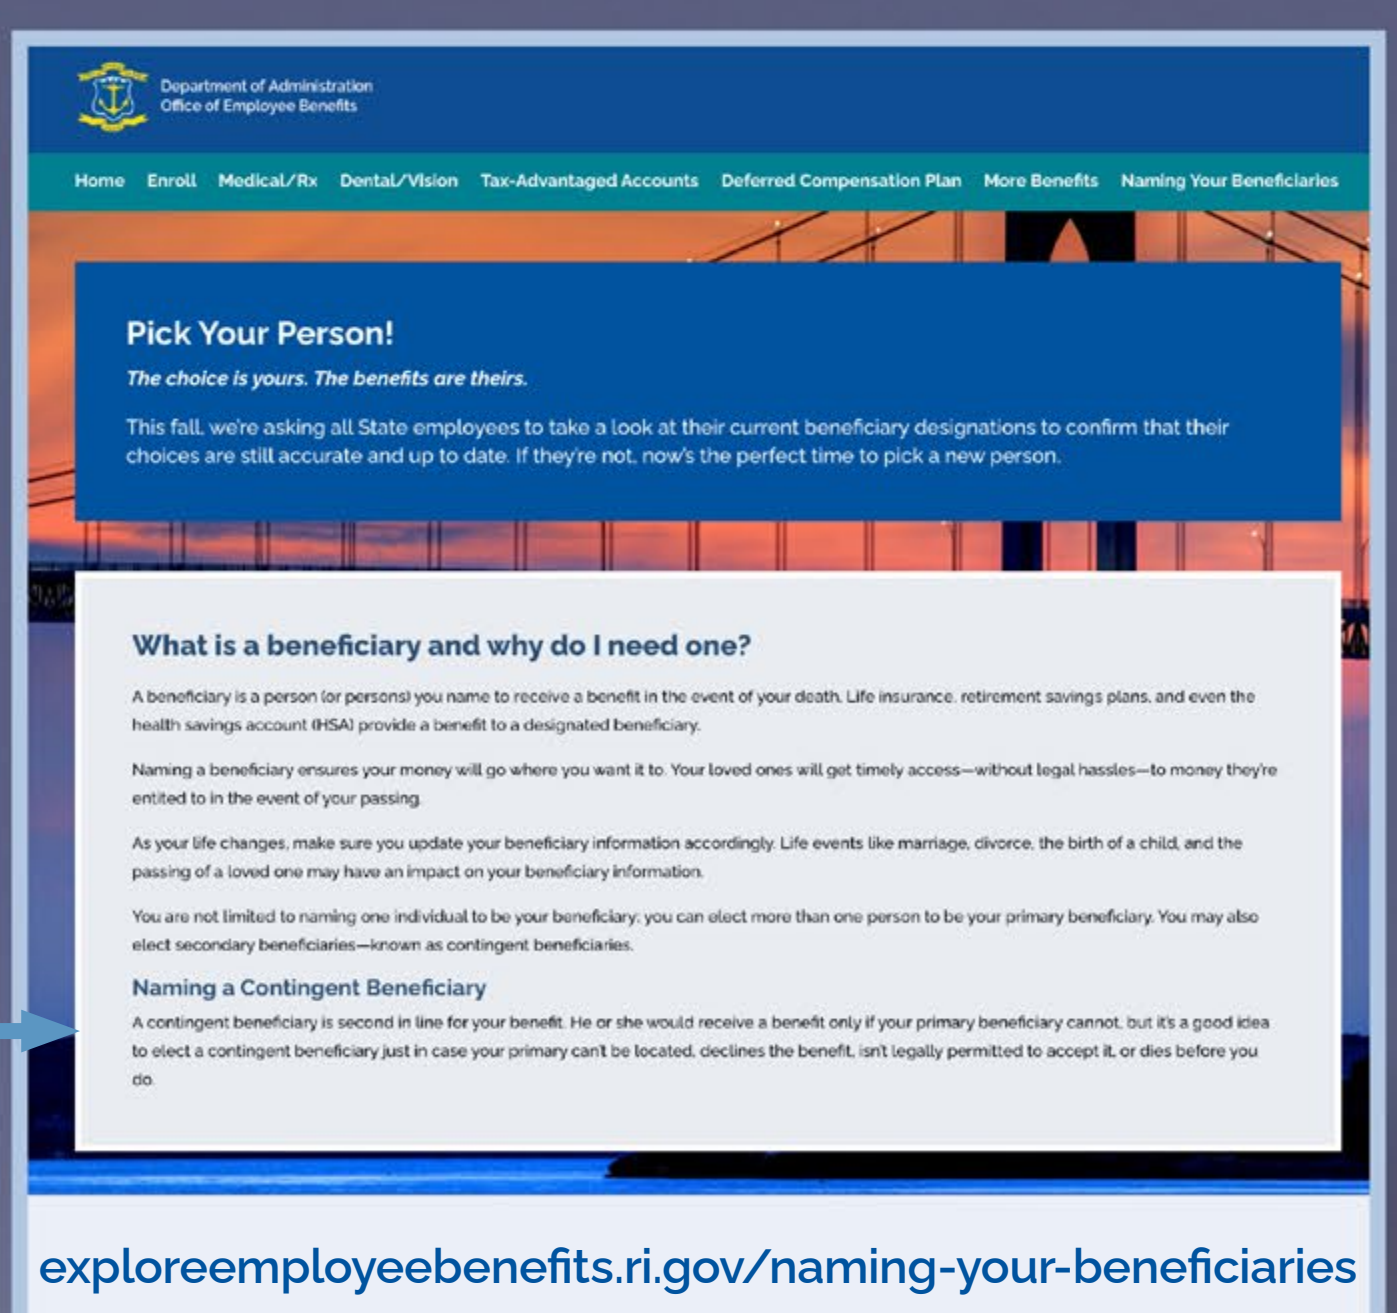 Department of Administration
Office of Employee Benefits
Home Enroll Medical/Rx Dental/Vision Tax-Advantaged Accounts Deferred Compensation Plan More Benefits Naming Your Beneficiaries
Pick Your Person!
The choice is yours. The benefits are theirs.
This fall, we're asking all State employees to take a look at their current beneficiary designations to confirm that their
choices are still accurate and up to date. If they're not, now's the perfect time to pick a new person.
What is a beneficiary and why do I need one?
A beneficiary is a person (or persons) you name to receive a benefit in the event of your death. Life insurance, retirement savings plans, and even the
health savings account (HSA) provide a benefit to a designated beneficiary.
Naming a beneficiary ensures your money will go where you want it to. Your loved ones will get timely access—without legal hassles—to money they're
entited to in the event of your passing.
As your life changes, make sure you update your beneficiary information accordingly. Life events like marriage, divorce, the birth of a child, and the
passing of a loved one may have an impact on your beneficiary information.
You are not limited to naming one individual to be your beneficiary; you can elect more than one person to be your primary beneficiary. You may also
elect secondary beneficiaries—known as contingent beneficiaries.
Naming a Contingent Beneficiary
A contingent beneficiary is second in line for your benefit. He or she would receive a benefit only if your primary beneficiary cannot, but it's a good idea
to elect a contingent beneficiary just in case your primary can't be located, declines the benefit, isn't legally permitted to accept it, or dies before you
do.
exploreemployeebenefits.ri.gov/naming-your-beneficiaries